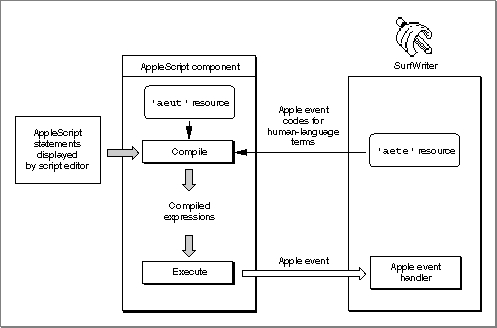 SurfWriter
AppleScript component
'aeut' resource
Apple event
codes for
human-language
terms
AppleScript
statements
displayed
by script editor
Compile
'aete' resource
Compiled
expressions
Execute
Apple event
Apple event
handler